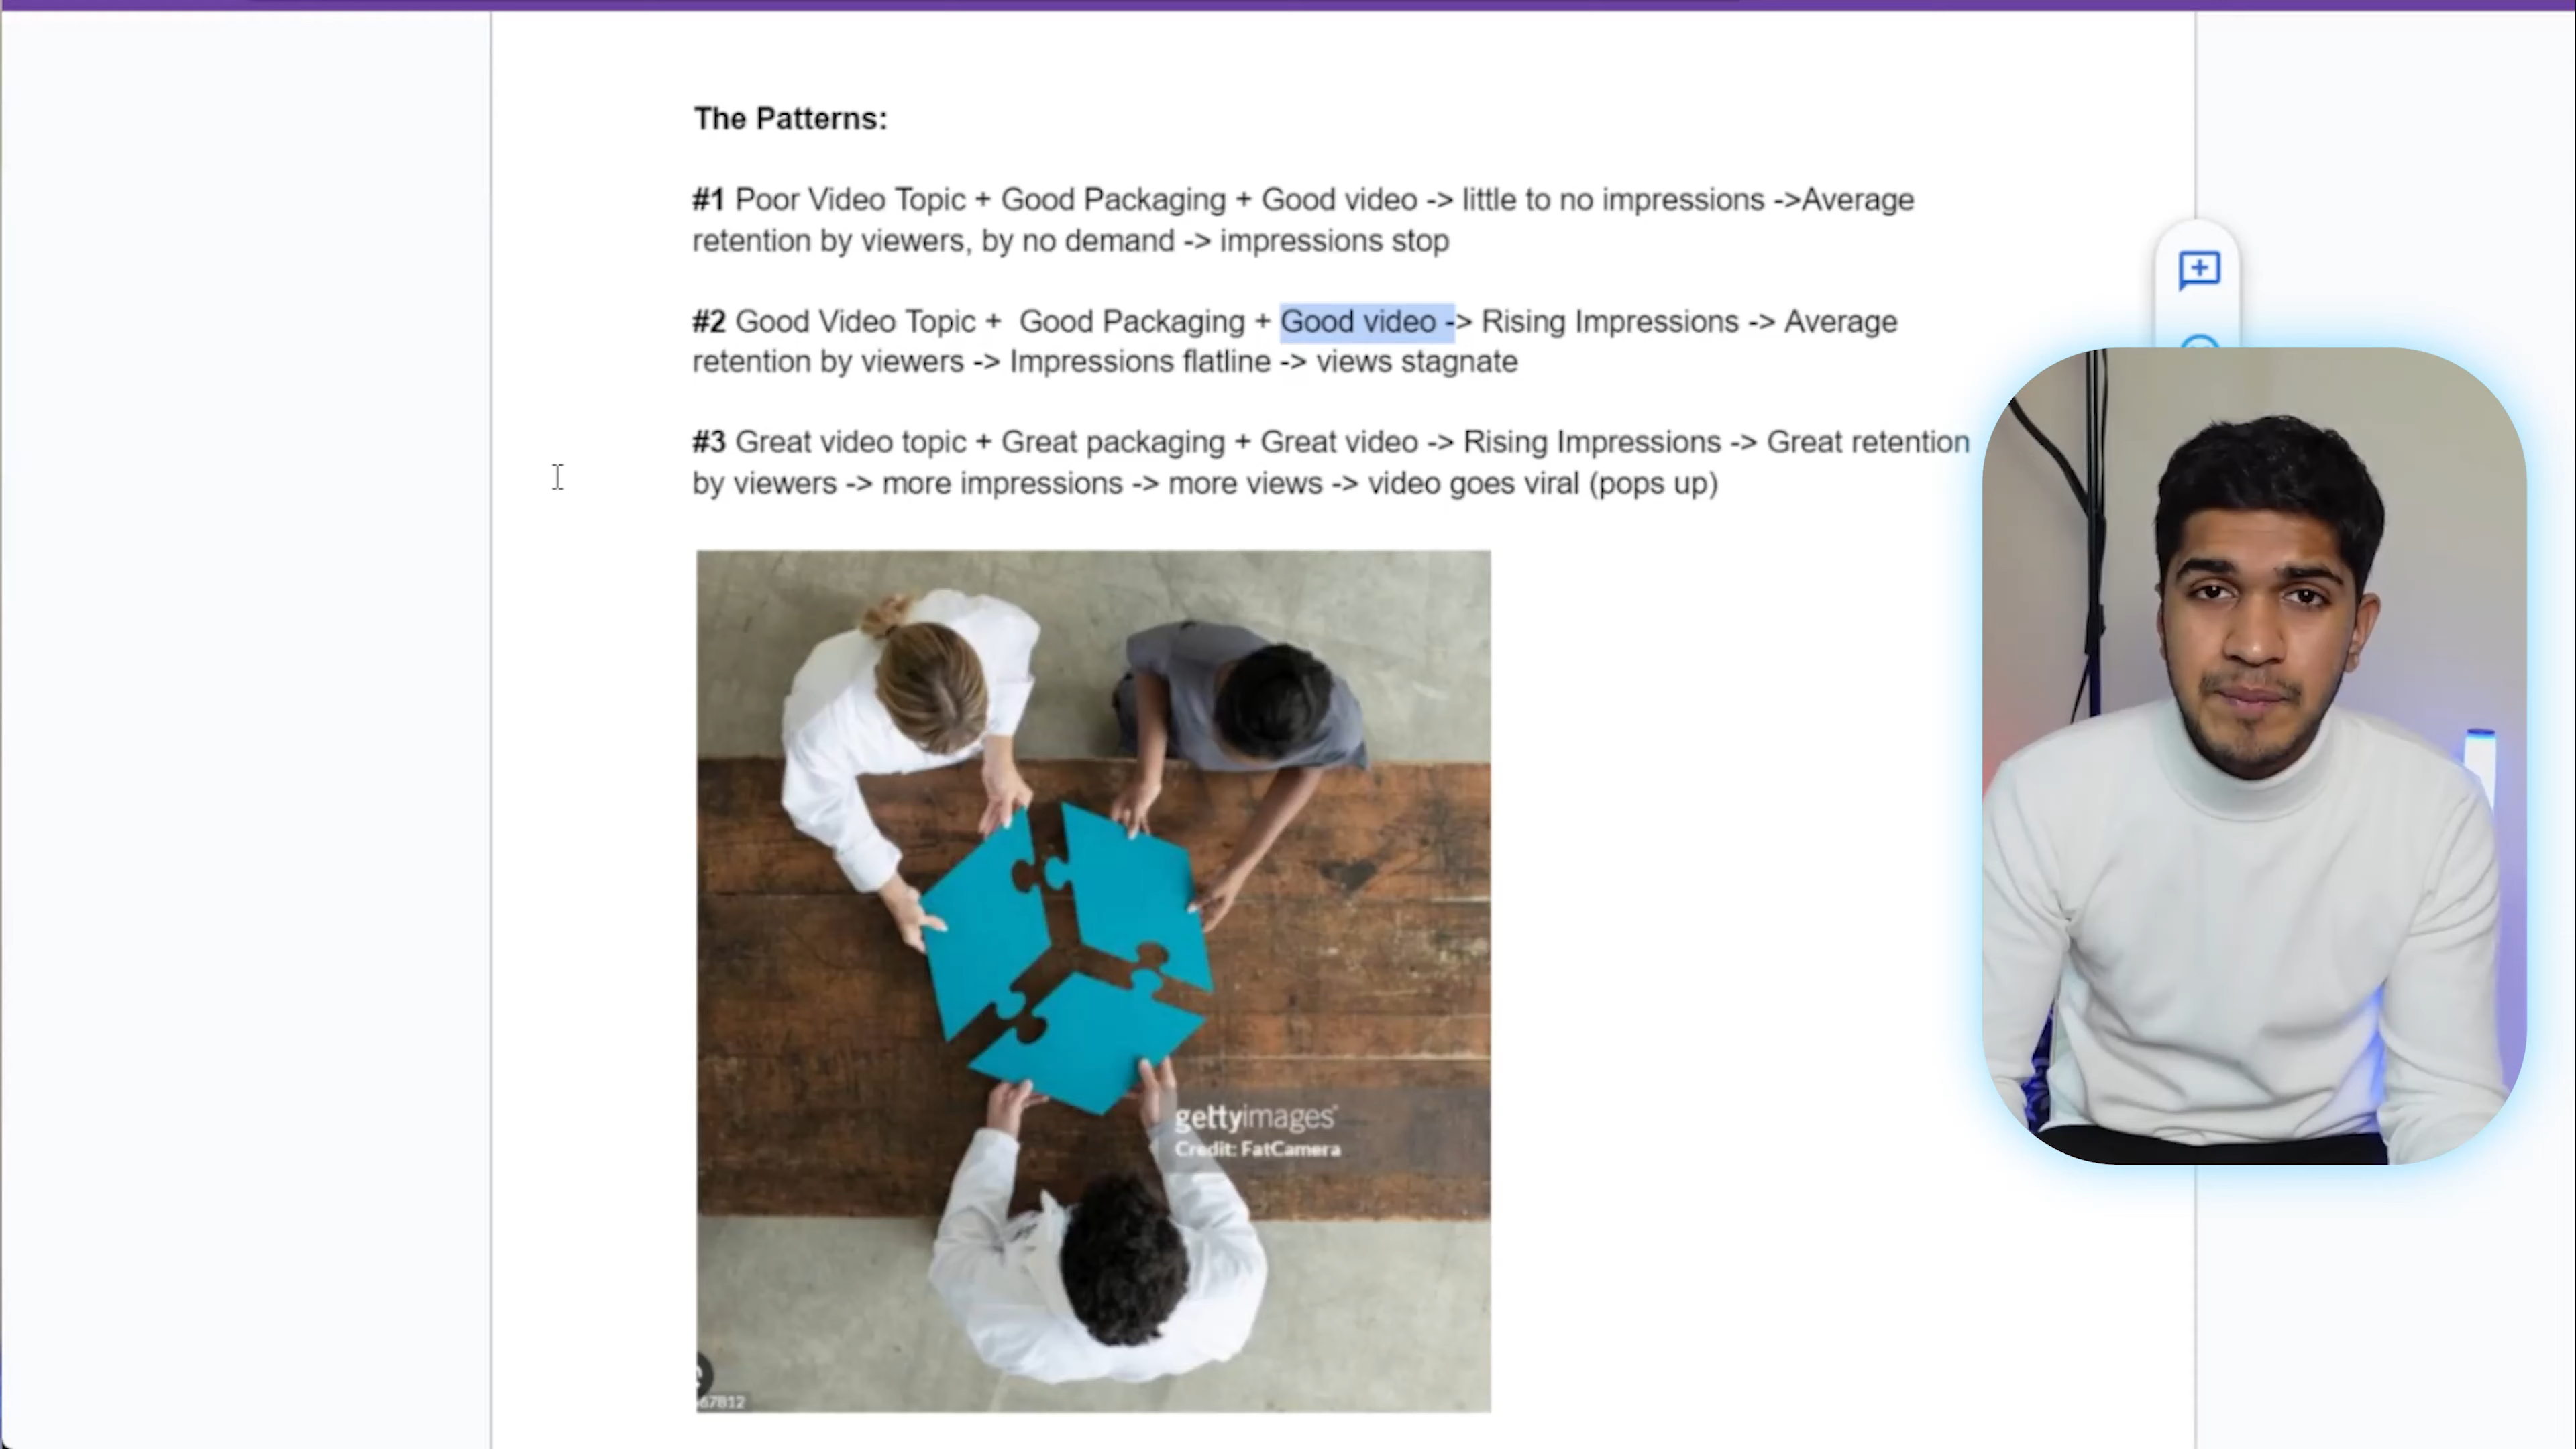 The Patterns:
#1 Poor Video Topic + Good Packaging + Good video -> little to no impressions ->Average
retention by viewers, by no demand -> impressions stop
#2 Good Video Topic +  Good Packaging + Good video -> Rising Impressions -> Average
retention by viewers -> Impressions flatline -> views stagnate
#3 Great video topic + Great packaging + Great video -> Rising Impressions -> Great retention
by viewers -> more impressions -> more views -> video goes viral (pops up)
gettyimages
Credit: FatCamera
67812